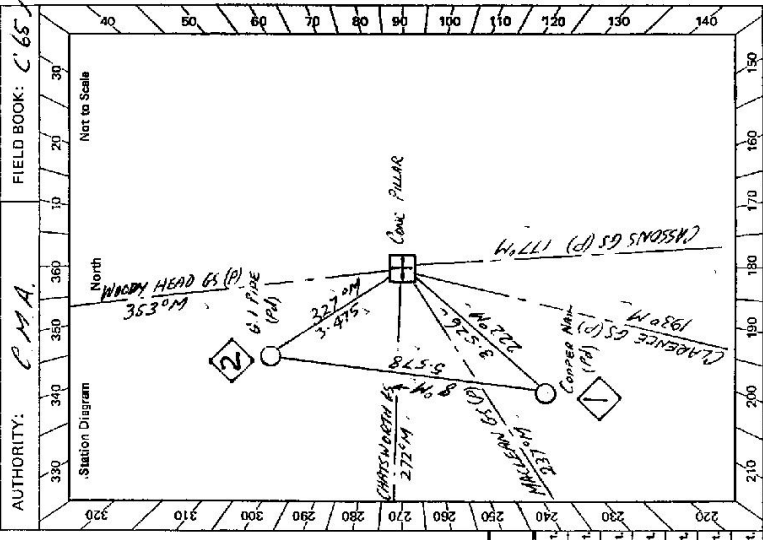 AUTHORITY: C.M.A.
FIELD BOOK: C'65
330
340
350
360
10
20
30
Station Diagram
North
Not to Scale
40
50
60
70
80
90
100
110
120
130
140
150
160
170
180
190
200
210
220
230
240
250
260
270
280
290
300
310
320
WOODY HEAD GS (P)
353°M
2
G.I PIPE
(Pd)
327°M
3.475
CONC PILLAR
CASSONS GS (P) 177°M
CLARENCE GS (P)
193°M
222°M
3.526
COPPER NAIL
(Pd)
1
8°M
5.578
CHATSWORTH GS
272°M
MACLEAN GS (P)
237°M